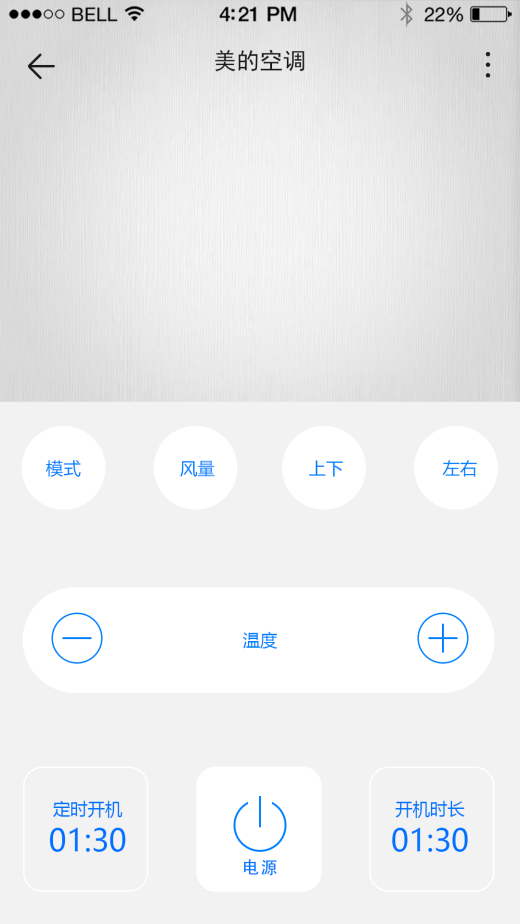 BELL 4:21 PM 22%
美的空调
模式 风量 上下 左右
温度
定时开机 开机时长
01:30 01:30
电源